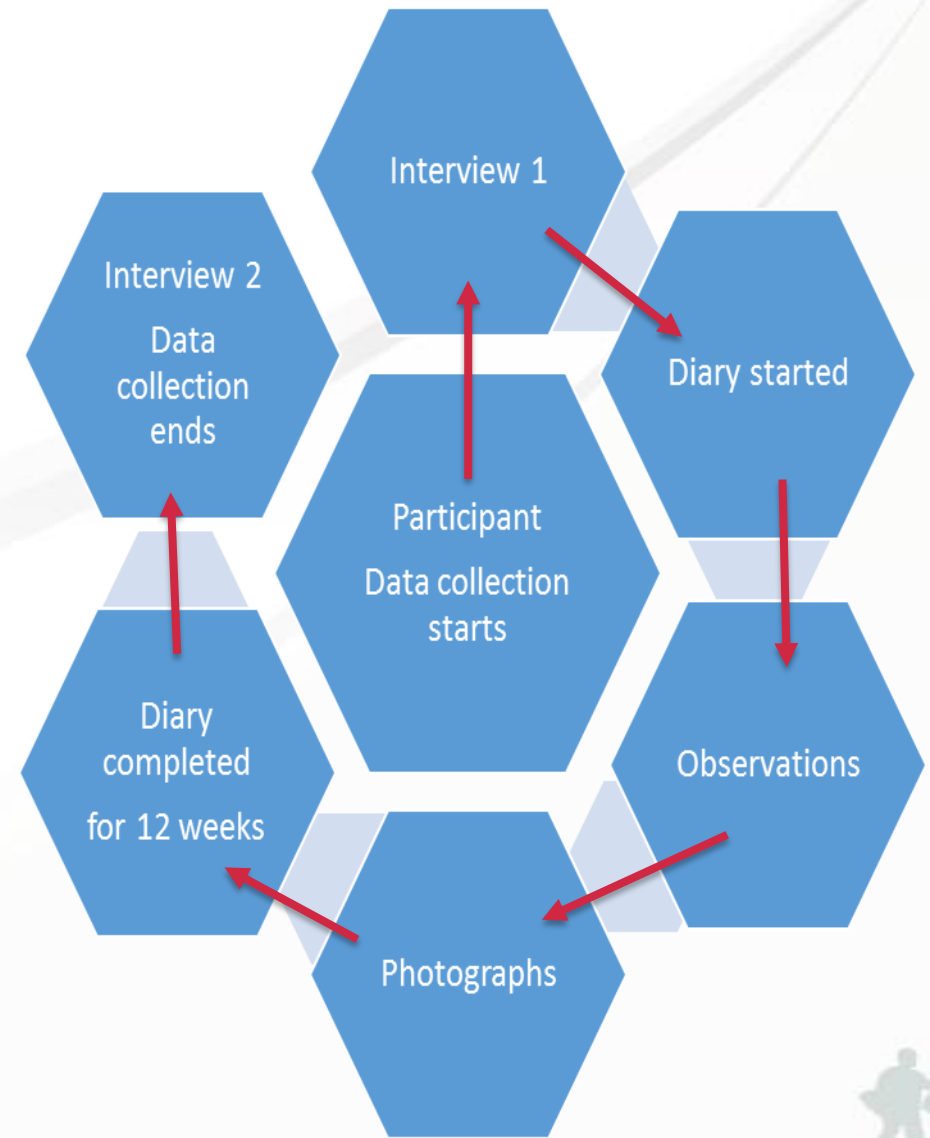 Interview 1
Interview 2
Data
collection
ends
Diary started
Participant
Data collection
starts
Diary
completed
for 12 weeks
Observations
Photographs